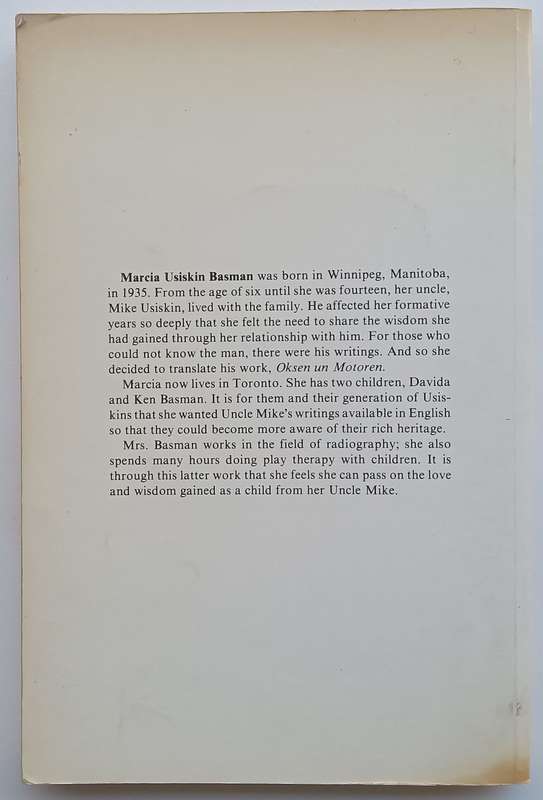 Marcia Usiskin Basman was born in Winnipeg, Manitoba,
in 1935. From the age of six until she was fourteen, her uncle,
Mike Usiskin, lived with the family. He affected her formative
years so deeply that she felt the need to share the wisdom she
had gained through her relationship with him. For those who
could not know the man, there were his writings. And so she
decided to translate his work, Oksen un Motoren.
Marcia now lives in Toronto. She has two children, Davida
and Ken Basman. It is for them and their generation of Usis-
kins that she wanted Uncle Mike's writings available in English
so that they could become more aware of their rich heritage.
Mrs. Basman works in the field of radiography; she also
spends many hours doing play therapy with children. It is
through this latter work that she feels she can pass on the love
and wisdom gained as a child from her Uncle Mike.